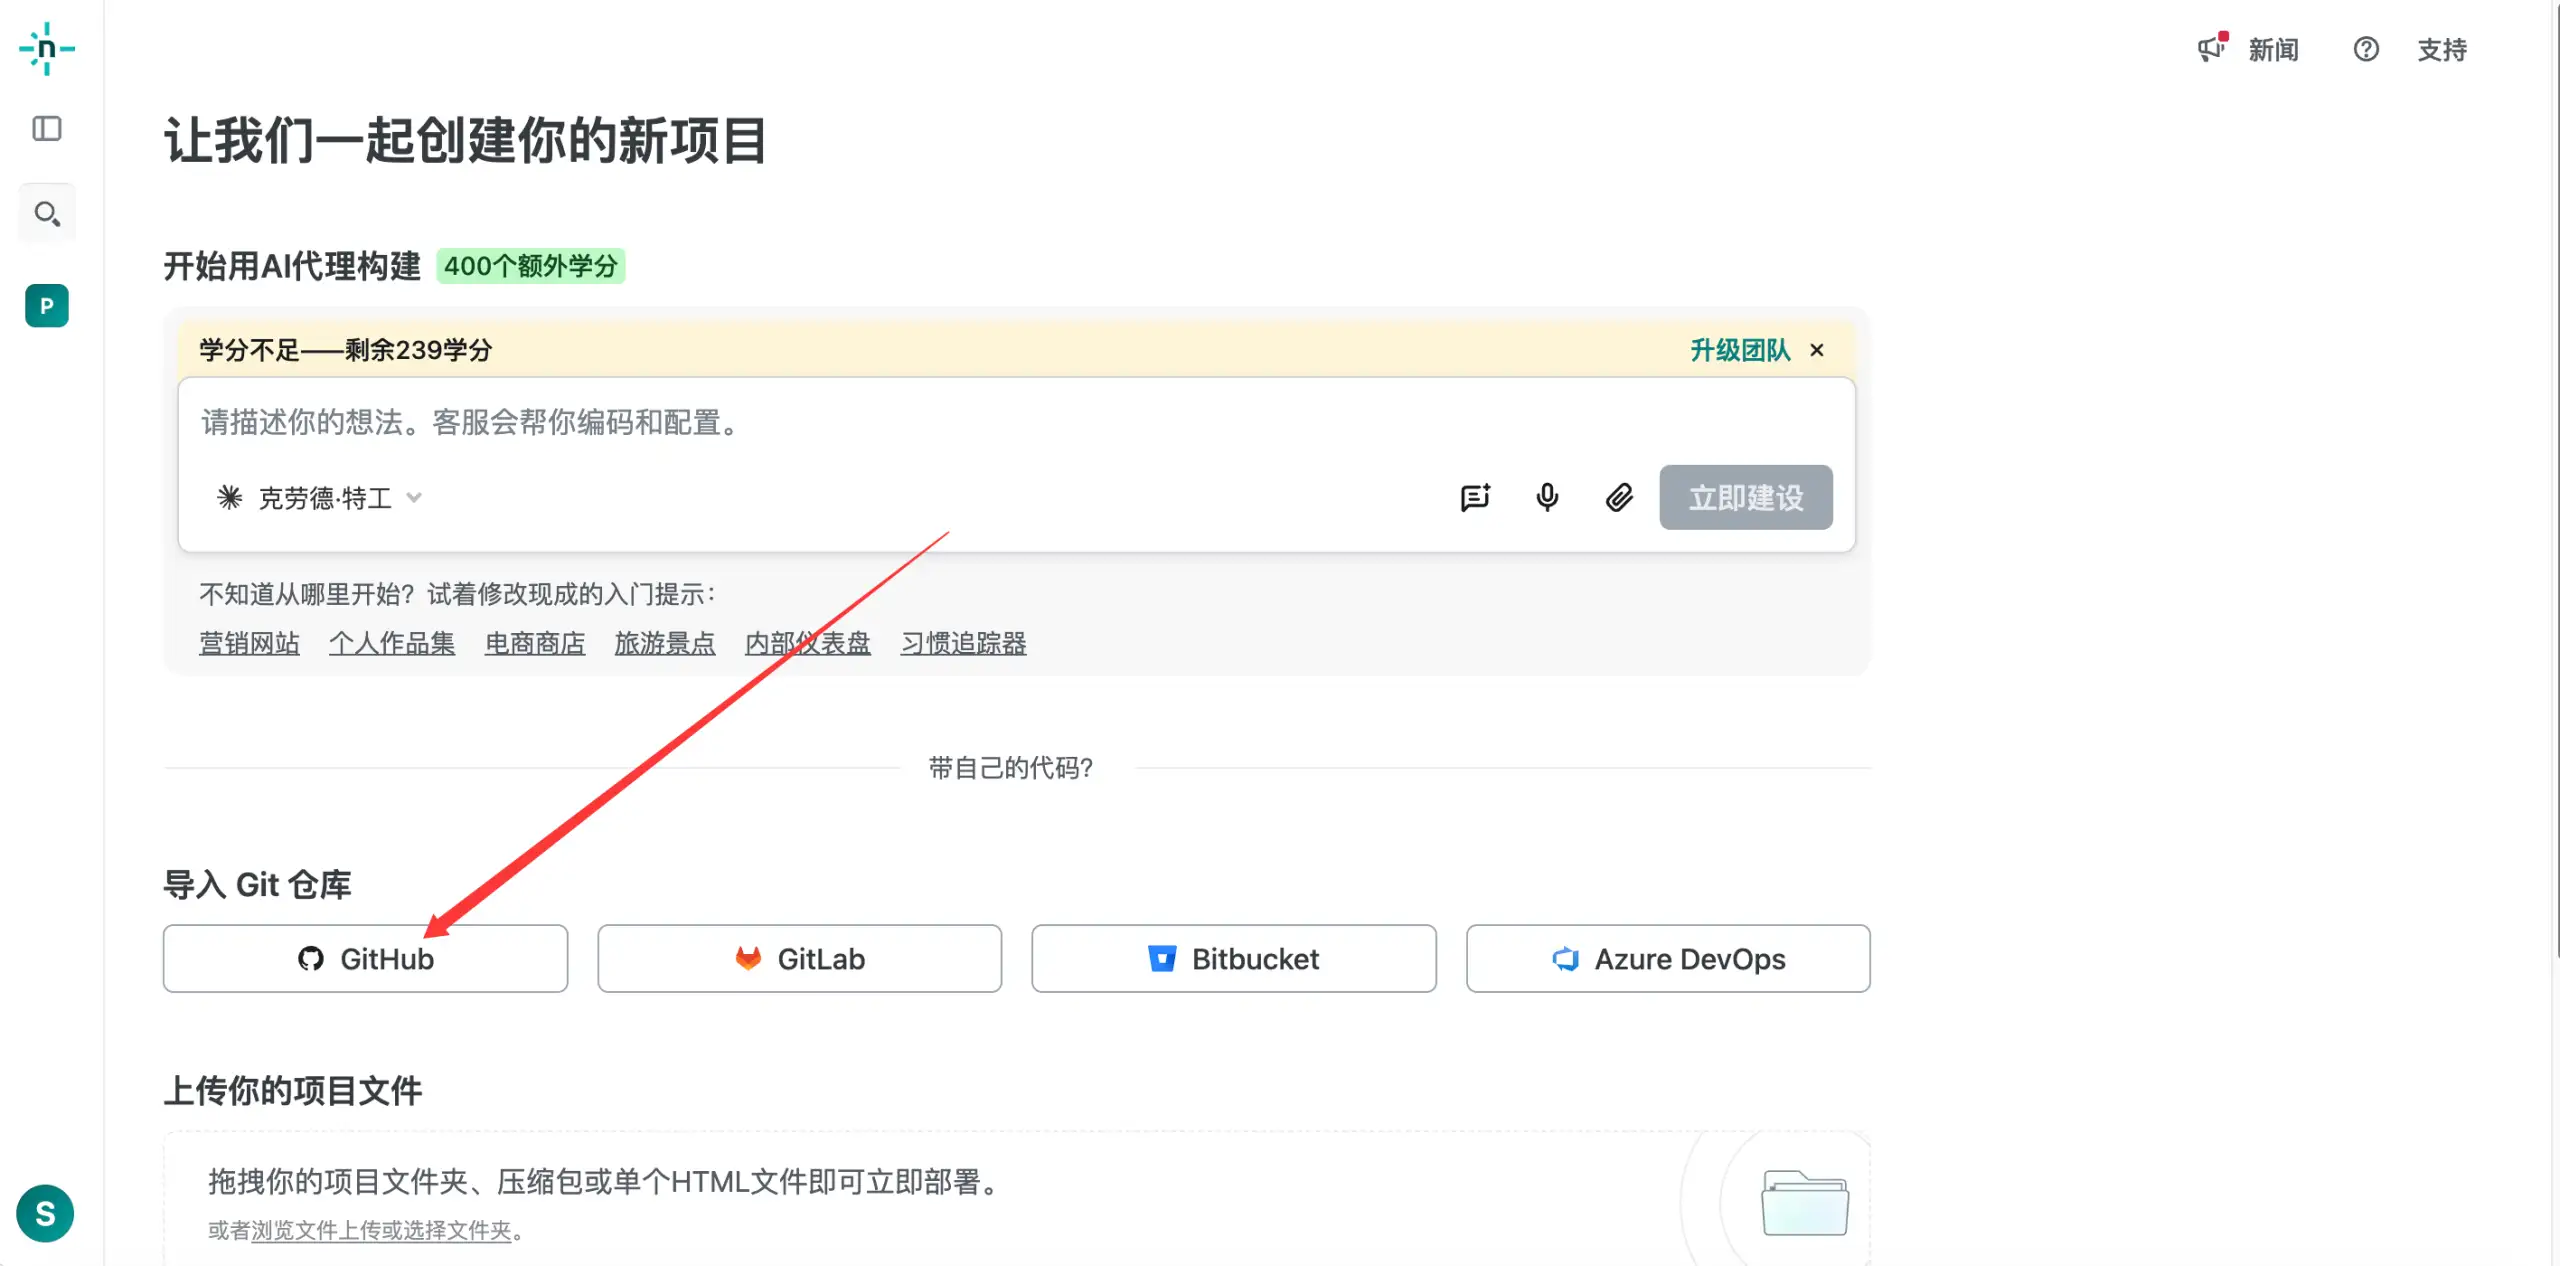 n
新闻
支持
让我们一起创建你的新项目
P
开始用AI代理构建 400个额外学分
学分不足——剩余239学分
升级团队 ×
请描述你的想法。客服会帮你编码和配置。
克劳德·特工
立即建设
不知道从哪里开始？试着修改现成的入门提示：
营销网站 个人作品集 电商商店 旅游景点 内部仪表盘 习惯追踪器
带自己的代码？
导入 Git 仓库
GitHub GitLab Bitbucket Azure DevOps
上传你的项目文件
拖拽你的项目文件夹、压缩包或单个HTML文件即可立即部署。
或者浏览文件上传或选择文件夹。
S